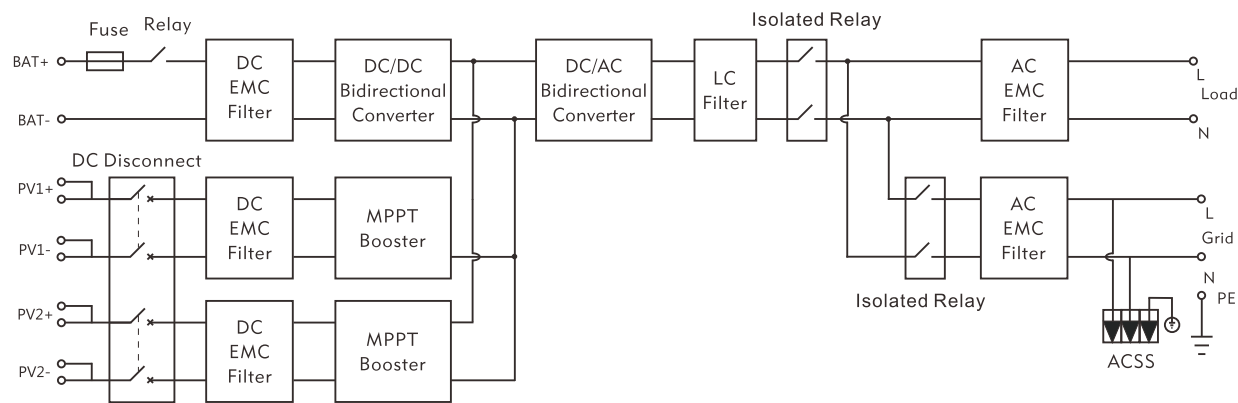 Fuse
Relay
Isolated Relay
BAT+
BAT-
DC
EMC
Filter
DC/DC
Bidirectional
Converter
DC/AC
Bidirectional
Converter
LC
Filter
AC
EMC
Filter
L
Load
N
DC Disconnect
PV1+
PV1-
DC
EMC
Filter
MPPT
Booster
AC
EMC
Filter
L
Grid
N
PE
Isolated Relay
PV2+
PV2-
DC
EMC
Filter
MPPT
Booster
ACSS